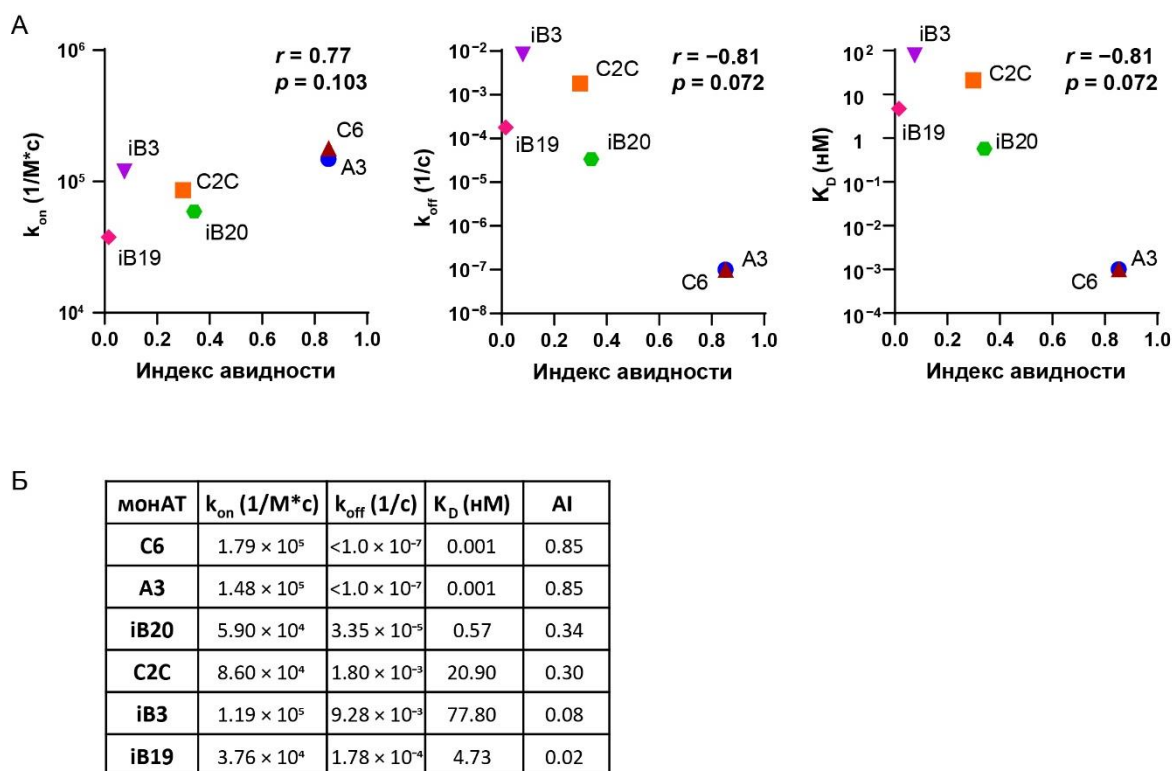 А
10⁶
10⁵
10⁴
k_on (1/М*с)
r = 0.77
p = 0.103
iB3
C2C
C6
A3
iB20
iB19
0.0 0.2 0.4 0.6 0.8 1.0
Индекс авидности
10⁻²
10⁻³
10⁻⁴
10⁻⁵
10⁻⁶
10⁻⁷
10⁻⁸
k_off (1/с)
r = −0.81
p = 0.072
iB3
C2C
iB19
iB20
A3
C6
0.0 0.2 0.4 0.6 0.8 1.0
Индекс авидности
10²
10
1
10⁻¹
10⁻²
10⁻³
10⁻⁴
K_D (нМ)
r = −0.81
p = 0.072
iB3
C2C
iB19
iB20
A3
C6
0.0 0.2 0.4 0.6 0.8 1.0
Индекс авидности
Б
монАТ k_on (1/М*с) k_off (1/с) K_D (нМ) AI
C6 1.79 × 10⁵ <1.0 × 10⁻⁷ 0.001 0.85
A3 1.48 × 10⁵ <1.0 × 10⁻⁷ 0.001 0.85
iB20 5.90 × 10⁴ 3.35 × 10⁻⁵ 0.57 0.34
C2C 8.60 × 10⁴ 1.80 × 10⁻³ 20.90 0.30
iB3 1.19 × 10⁵ 9.28 × 10⁻³ 77.80 0.08
iB19 3.76 × 10⁴ 1.78 × 10⁻⁴ 4.73 0.02